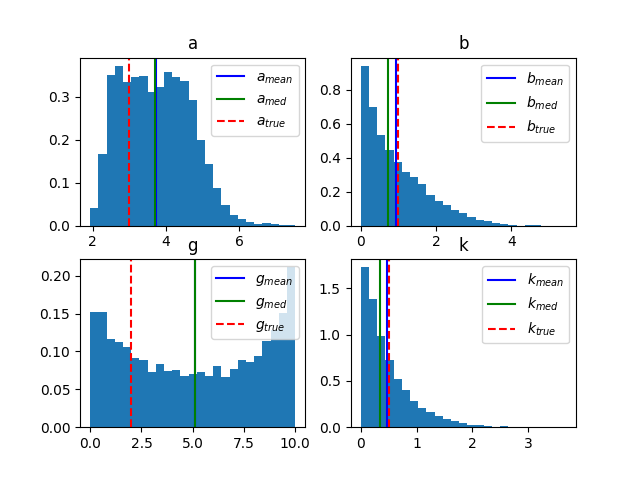 a
a_mean
a_med
a_true
0.3
0.2
0.1
0.0
2 4 6
b
b_mean
b_med
b_true
0.8
0.6
0.4
0.2
0.0
0 2 4
g
g_mean
g_med
g_true
0.20
0.15
0.10
0.05
0.00
0.0 2.5 5.0 7.5 10.0
k
k_mean
k_med
k_true
1.5
1.0
0.5
0.0
0 1 2 3